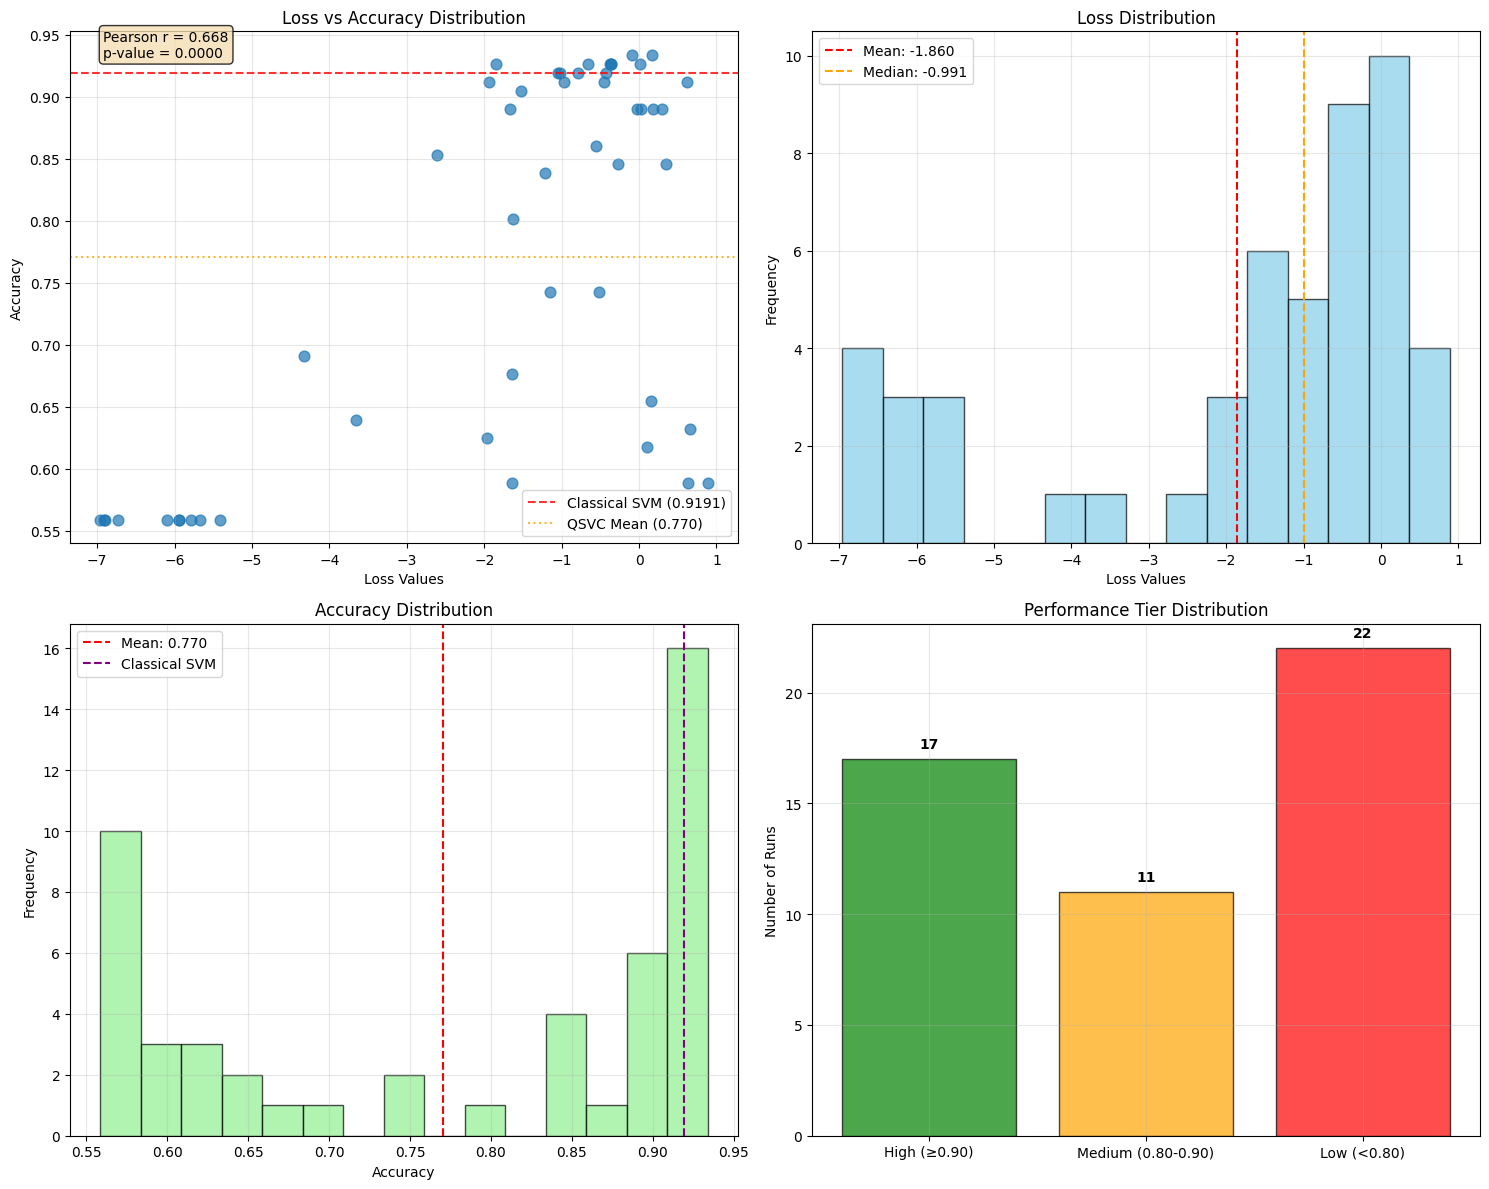 Loss vs Accuracy Distribution
Pearson r = 0.668
p-value = 0.0000
Accuracy
0.95
0.90
0.85
0.80
0.75
0.70
0.65
0.60
0.55
Classical SVM (0.9191)
QSVC Mean (0.770)
−7 −6 −5 −4 −3 −2 −1 0 1
Loss Values
Loss Distribution
Mean: -1.860
Median: -0.991
Frequency
10
8
6
4
2
0
−7 −6 −5 −4 −3 −2 −1 0 1
Loss Values
Accuracy Distribution
Mean: 0.770
Classical SVM
Frequency
16
14
12
10
8
6
4
2
0
0.55 0.60 0.65 0.70 0.75 0.80 0.85 0.90 0.95
Accuracy
Performance Tier Distribution
Number of Runs
20
15
10
5
0
17
11
22
High (≥0.90) Medium (0.80-0.90) Low (<0.80)